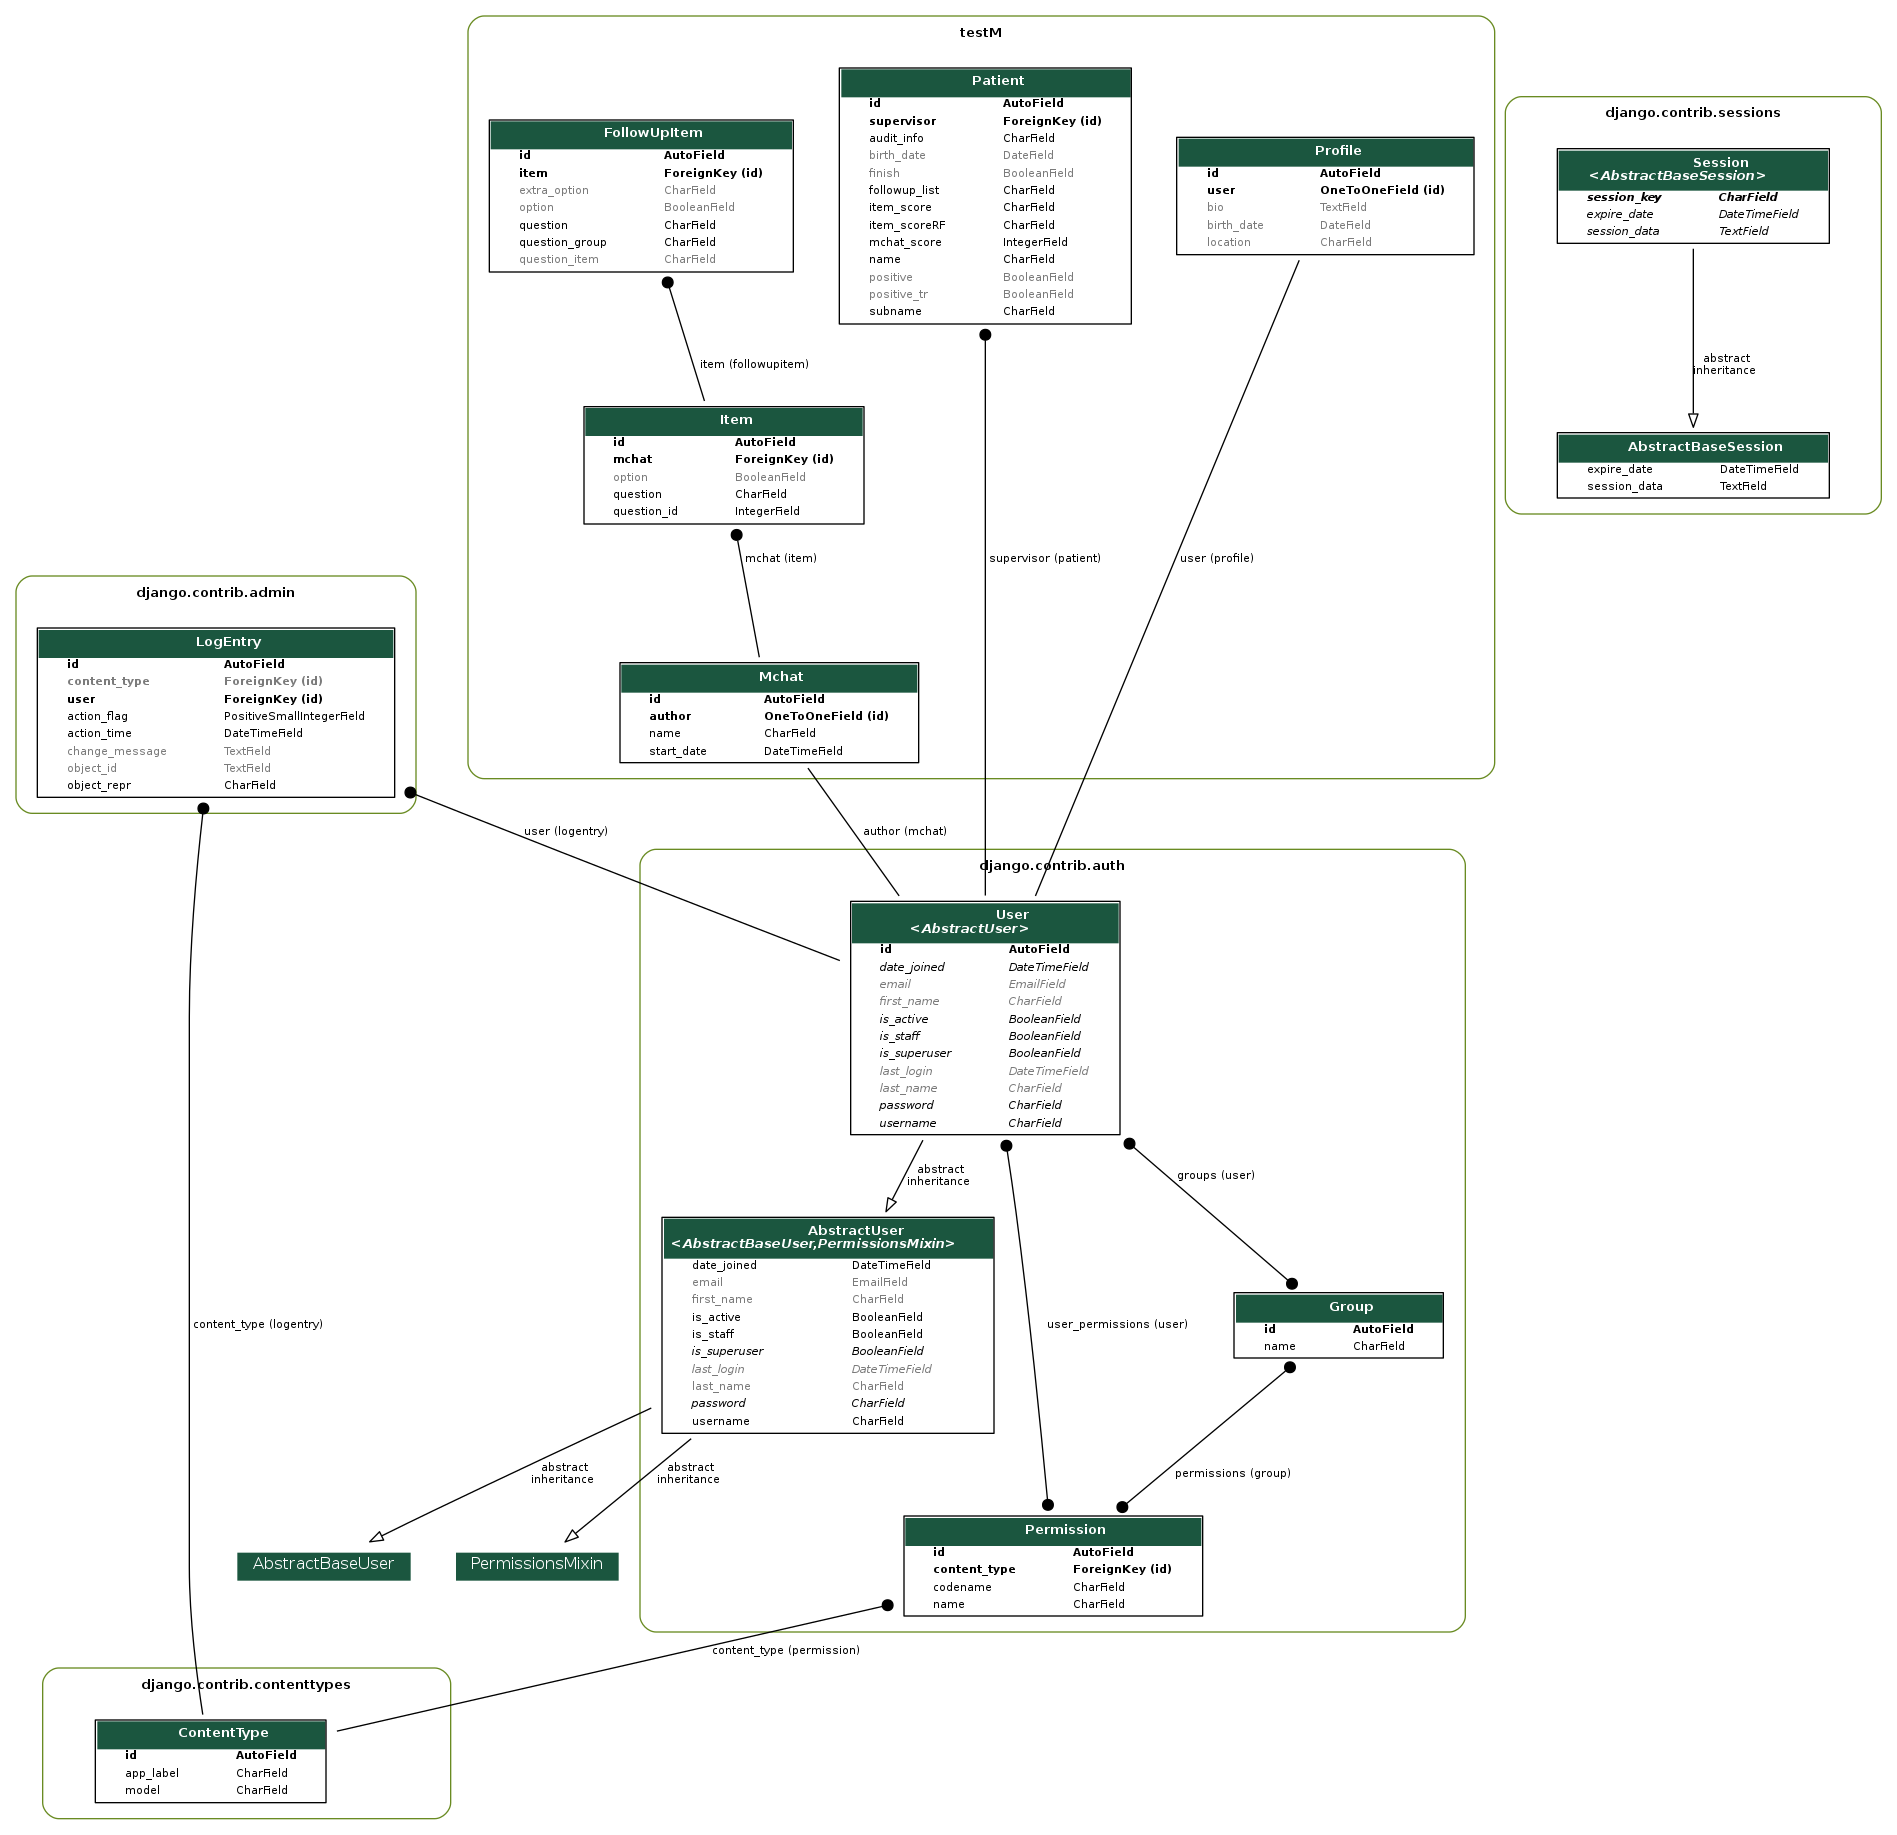 testM
Patient
id AutoField
supervisor ForeignKey (id)
audit_info CharField
birth_date DateField
finish BooleanField
followup_list CharField
item_score CharField
item_scoreRF CharField
mchat_score IntegerField
name CharField
positive BooleanField
positive_tr BooleanField
subname CharField
FollowUpItem
id AutoField
item ForeignKey (id)
extra_option CharField
option BooleanField
question CharField
question_group CharField
question_item CharField
Profile
id AutoField
user OneToOneField (id)
bio TextField
birth_date DateField
location CharField
django.contrib.sessions
Session
<AbstractBaseSession>
session_key CharField
expire_date DateTimeField
session_data TextField
abstract
inheritance
AbstractBaseSession
expire_date DateTimeField
session_data TextField
item (followupitem)
Item
id AutoField
mchat ForeignKey (id)
option BooleanField
question CharField
question_id IntegerField
mchat (item)
supervisor (patient)
user (profile)
Mchat
id AutoField
author OneToOneField (id)
name CharField
start_date DateTimeField
django.contrib.admin
LogEntry
id AutoField
content_type ForeignKey (id)
user ForeignKey (id)
action_flag PositiveSmallIntegerField
action_time DateTimeField
change_message TextField
object_id TextField
object_repr CharField
user (logentry)
author (mchat)
django.contrib.auth
User
<AbstractUser>
id AutoField
date_joined DateTimeField
email EmailField
first_name CharField
is_active BooleanField
is_staff BooleanField
is_superuser BooleanField
last_login DateTimeField
last_name CharField
password CharField
username CharField
abstract
inheritance
groups (user)
AbstractUser
<AbstractBaseUser,PermissionsMixin>
date_joined DateTimeField
email EmailField
first_name CharField
is_active BooleanField
is_staff BooleanField
is_superuser BooleanField
last_login DateTimeField
last_name CharField
password CharField
username CharField
user_permissions (user)
Group
id AutoField
name CharField
content_type (logentry)
abstract
inheritance
abstract
inheritance
permissions (group)
AbstractBaseUser
PermissionsMixin
Permission
id AutoField
content_type ForeignKey (id)
codename CharField
name CharField
content_type (permission)
django.contrib.contenttypes
ContentType
id AutoField
app_label CharField
model CharField